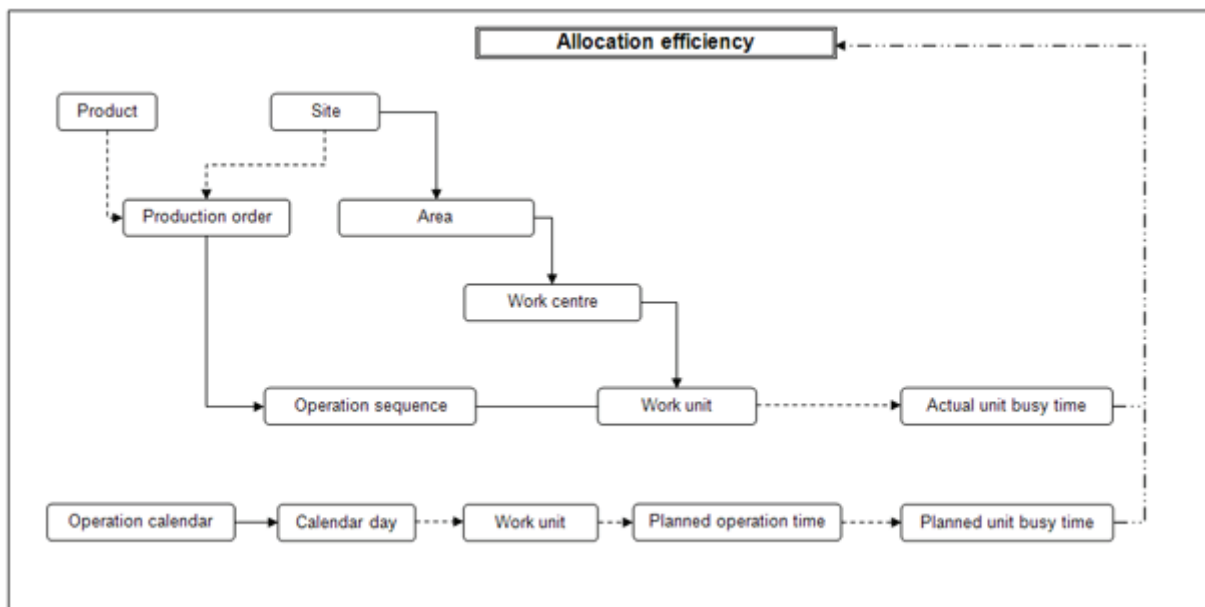 Allocation efficiency
Product
Site
Production order
Area
Work centre
Operation sequence
Work unit
Actual unit busy time
Operation calendar
Calendar day
Work unit
Planned operation time
Planned unit busy time